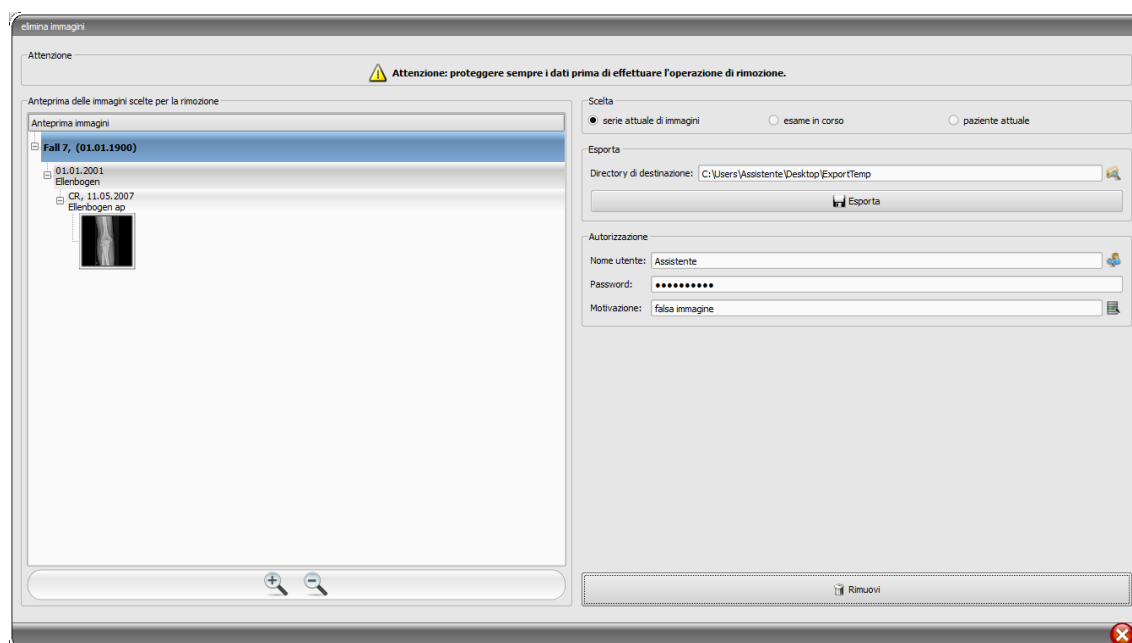 elimina immagini
Attenzione
Attenzione: proteggere sempre i dati prima di effettuare l'operazione di rimozione.
Anteprima delle immagini scelte per la rimozione
Anteprima immagini
Fall 7, (01.01.1900)
01.01.2001
Ellenbogen
CR, 11.05.2007
Ellenbogen ap
Scelta
serie attuale di immagini
esame in corso
paziente attuale
Esporta
Directory di destinazione: C:\Users\Assistente\Desktop\ExportTemp
Esporta
Autorizzazione
Nome utente: Assistente
Password: ●●●●●●●●●●
Motivazione: falsa immagine
Rimuovi